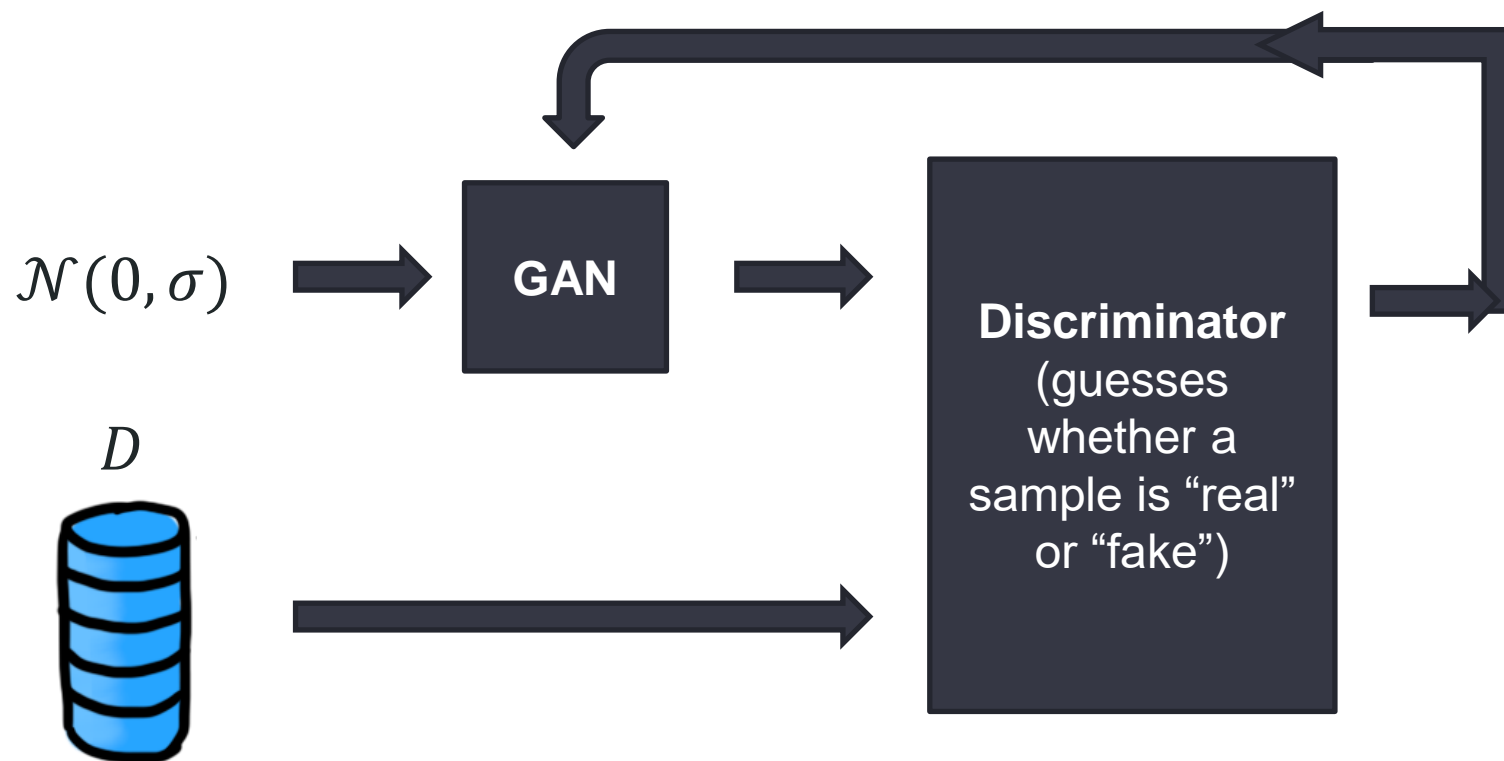 𝒩(0, σ)
GAN
D
Discriminator
(guesses
whether a
sample is “real”
or “fake”)